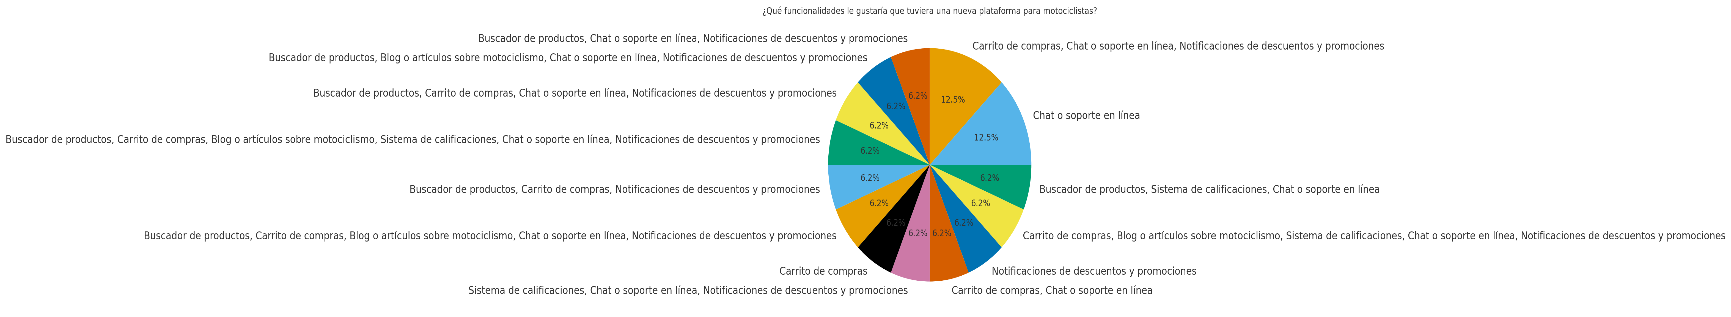 ¿Qué funcionalidades le gustaría que tuviera una nueva plataforma para motociclistas?
Buscador de productos, Chat o soporte en línea, Notificaciones de descuentos y promociones
Carrito de compras, Chat o soporte en línea, Notificaciones de descuentos y promociones
Buscador de productos, Blog o artículos sobre motociclismo, Chat o soporte en línea, Notificaciones de descuentos y promociones
Buscador de productos, Carrito de compras, Chat o soporte en línea, Notificaciones de descuentos y promociones
6.2%
12.5%
6.2%
Chat o soporte en línea
6.2%
12.5%
Buscador de productos, Carrito de compras, Blog o artículos sobre motociclismo, Sistema de calificaciones, Chat o soporte en línea, Notificaciones de descuentos y promociones
6.2%
6.2%
6.2%
Buscador de productos, Carrito de compras, Notificaciones de descuentos y promociones
Buscador de productos, Sistema de calificaciones, Chat o soporte en línea
6.2%
6.2%
6.2%
6.2%
6.2%
6.2%
Buscador de productos, Carrito de compras, Blog o artículos sobre motociclismo, Chat o soporte en línea, Notificaciones de descuentos y promociones
Carrito de compras, Blog o artículos sobre motociclismo, Sistema de calificaciones, Chat o soporte en línea, Notificaciones de descuentos y promociones
Carrito de compras
Notificaciones de descuentos y promociones
Sistema de calificaciones, Chat o soporte en línea, Notificaciones de descuentos y promociones
Carrito de compras, Chat o soporte en línea